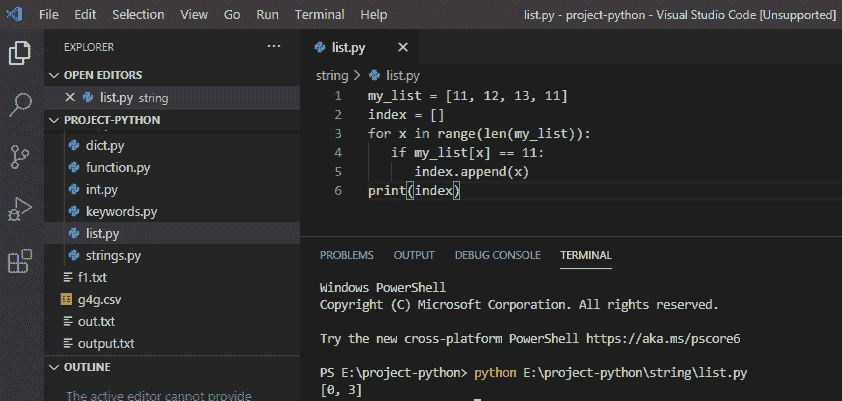 File Edit Selection View Go Run Terminal Help list.py - project-python - Visual Studio Code [Unsupported]
EXPLORER
OPEN EDITORS
list.py string
PROJECT-PYTHON
dict.py
function.py
int.py
keywords.py
list.py
strings.py
f1.txt
g4g.csv
out.txt
output.txt
OUTLINE
The active editor cannot provide
list.py
string > list.py
1 my_list = [11, 12, 13, 11]
2 index = []
3 for x in range(len(my_list)):
4     if my_list[x] == 11:
5         index.append(x)
6 print(index)
PROBLEMS OUTPUT DEBUG CONSOLE TERMINAL
Windows PowerShell
Copyright (C) Microsoft Corporation. All rights reserved.
Try the new cross-platform PowerShell https://aka.ms/pscore6
PS E:\project-python> python E:\project-python\string\list.py
[0, 3]